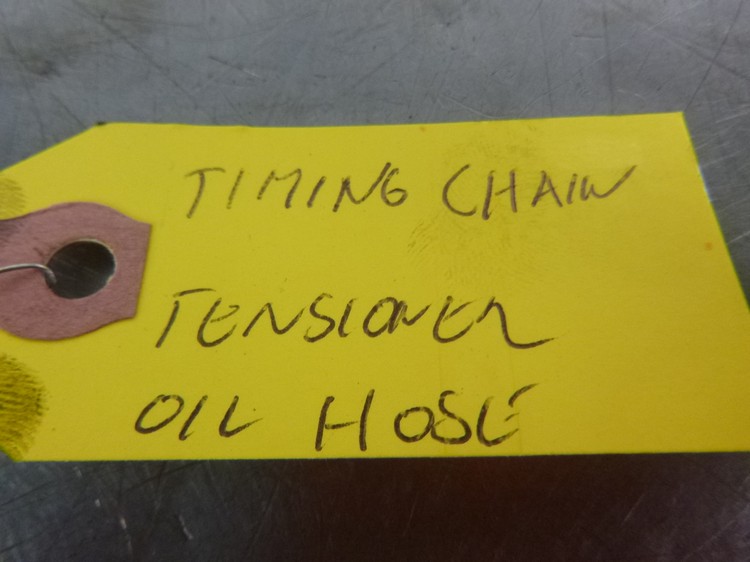 TIMING CHAIN
TENSIONER
OIL HOSE